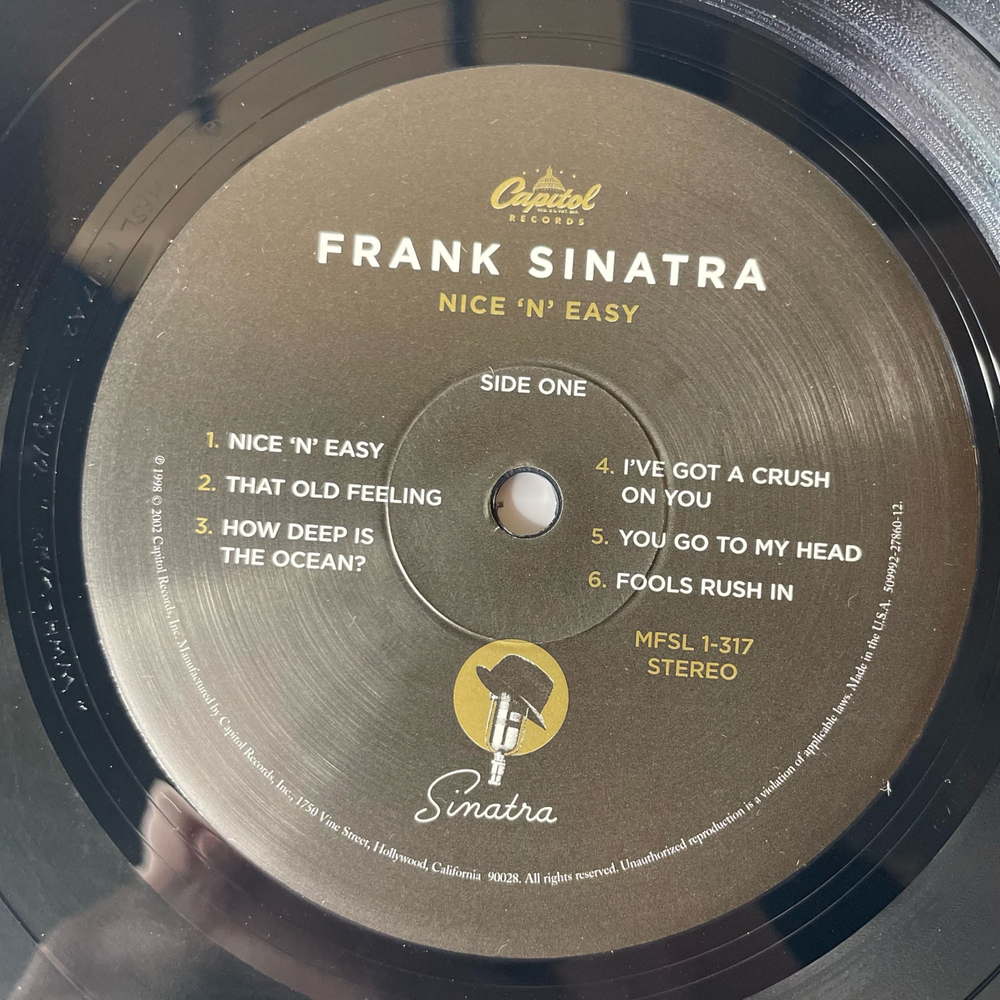 Capitol
RECORDS
FRANK SINATRA
NICE ‘N’ EASY
SIDE ONE
1. NICE ‘N’ EASY
2. THAT OLD FEELING
3. HOW DEEP IS
THE OCEAN?
4. I’VE GOT A CRUSH
ON YOU
5. YOU GO TO MY HEAD
6. FOOLS RUSH IN
MFSL 1-317
STEREO
Sinatra
℗ 1998 © 2002 Capitol Records, Inc. Manufactured by Capitol Records, Inc., 1750 Vine Street, Hollywood, California 90028. All rights reserved. Unauthorized reproduction is a violation of applicable laws. Made in the U.S.A. 509992-27860-12.